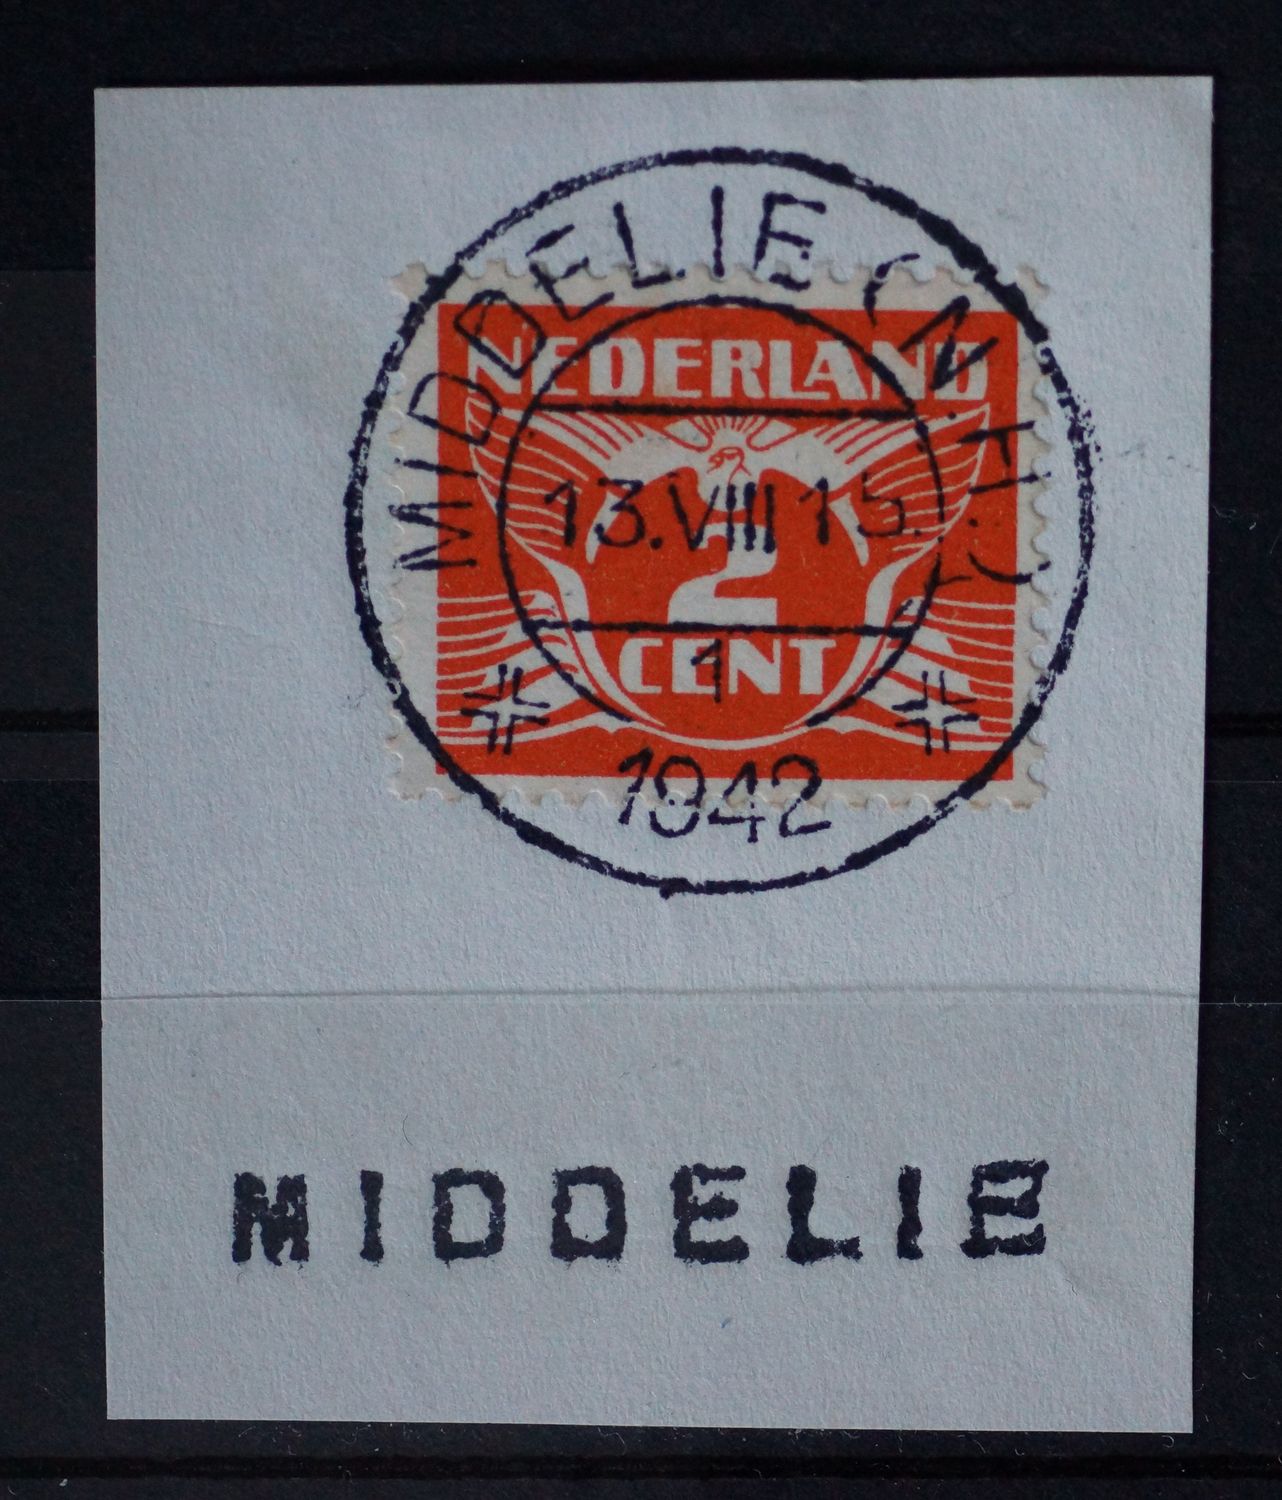 MIDDELIE (N.H.)
NEDERLAND
13.VIII 15.
2
CENT
1
1942
MIDDELIE